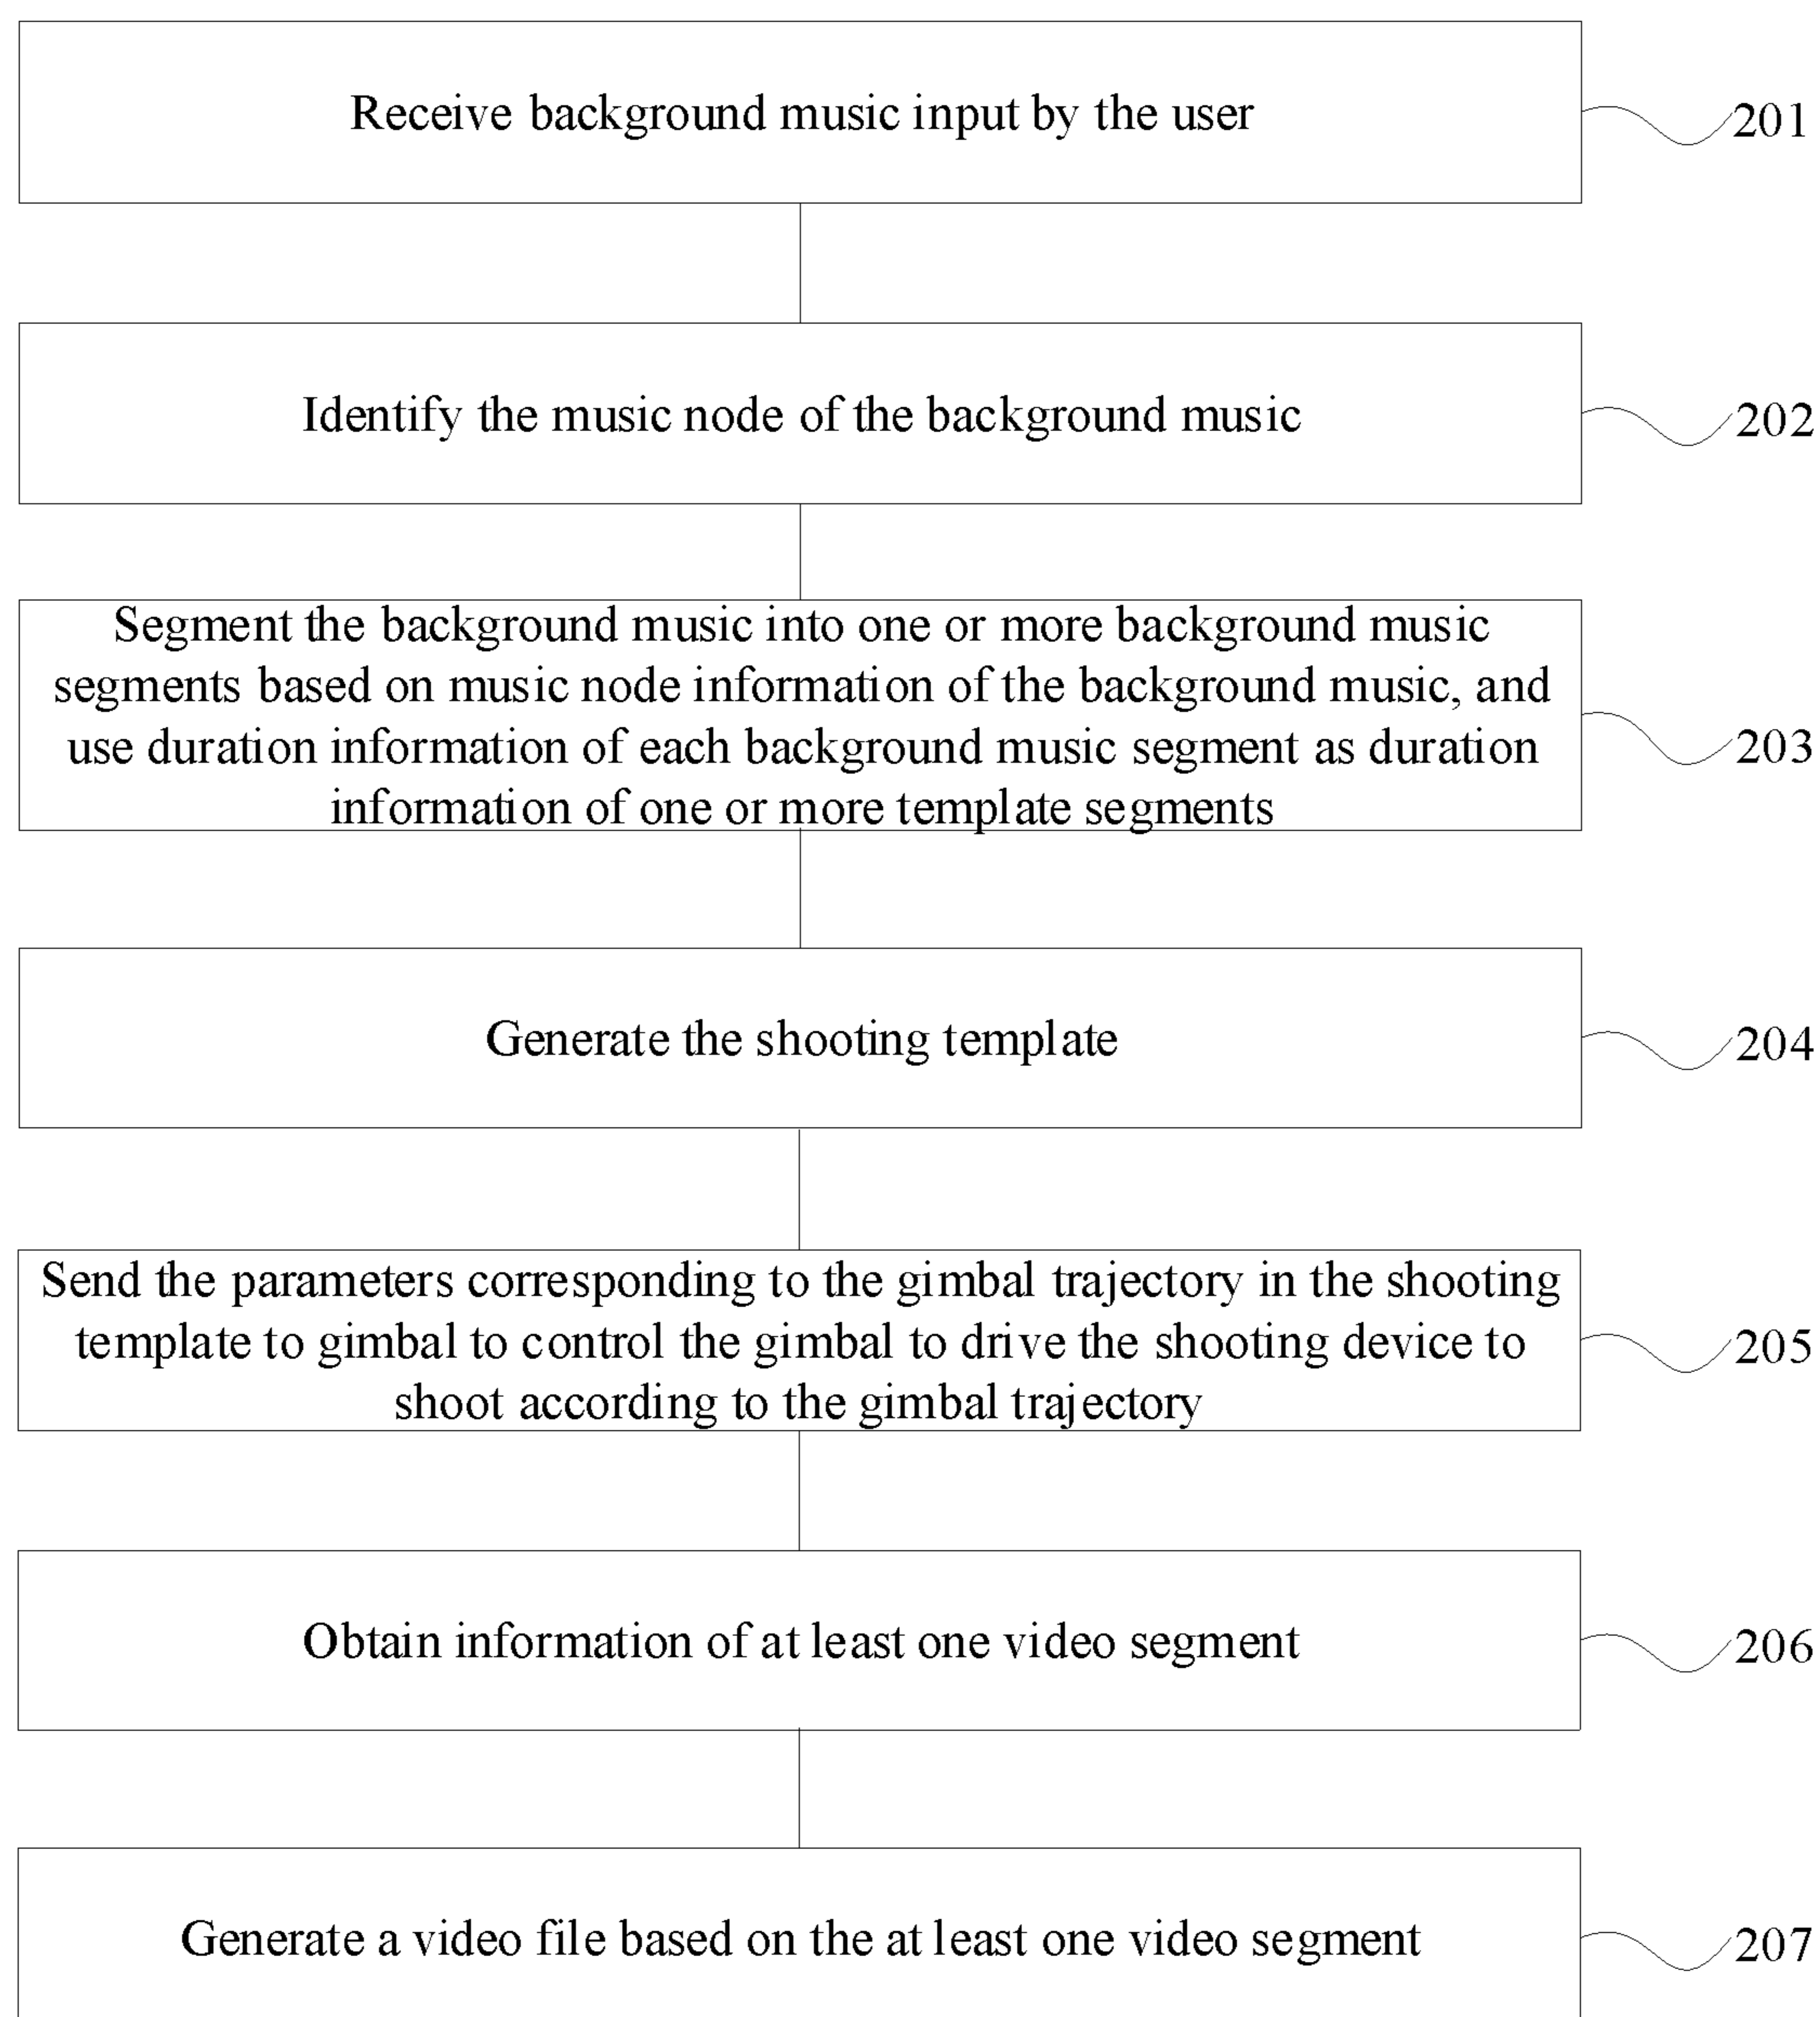 Receive background music input by the user
201
Identify the music node of the background music
202
Segment the background music into one or more background music
segments based on music node information of the background music, and
use duration information of each background music segment as duration
information of one or more template segments
203
Generate the shooting template
204
Send the parameters corresponding to the gimbal trajectory in the shooting
template to gimbal to control the gimbal to drive the shooting device to
shoot according to the gimbal trajectory
205
Obtain information of at least one video segment
206
Generate a video file based on the at least one video segment
207